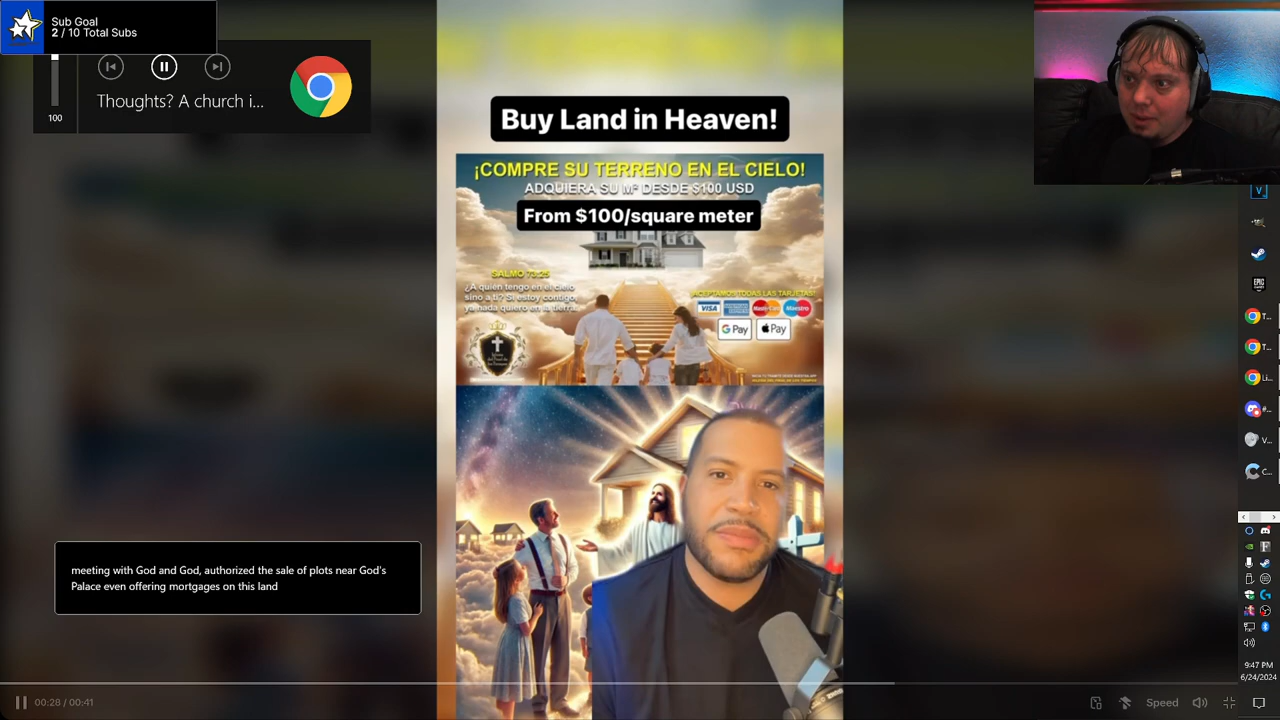 Sub Goal
2 / 10 Total Subs
100
Thoughts? A church i...
Buy Land in Heaven!
¡COMPRE SU TERRENO EN EL CIELO!
ADQUIERA SU M² DESDE $100 USD
From $100/square meter
SALMO 73:25
¿A quién tengo en el cielo
sino a ti? Si estoy contigo,
ya nada quiero en la tierra.
ACEPTAMOS TODAS LAS TARJETAS!
VISA
MasterCard
Maestro
G Pay
Pay
meeting with God and God, authorized the sale of plots near God's
Palace even offering mortgages on this land
00:28 / 00:41
Speed
T...
T...
Li...
#...
V...
C...
EPIC
9:47 PM
6/24/2024